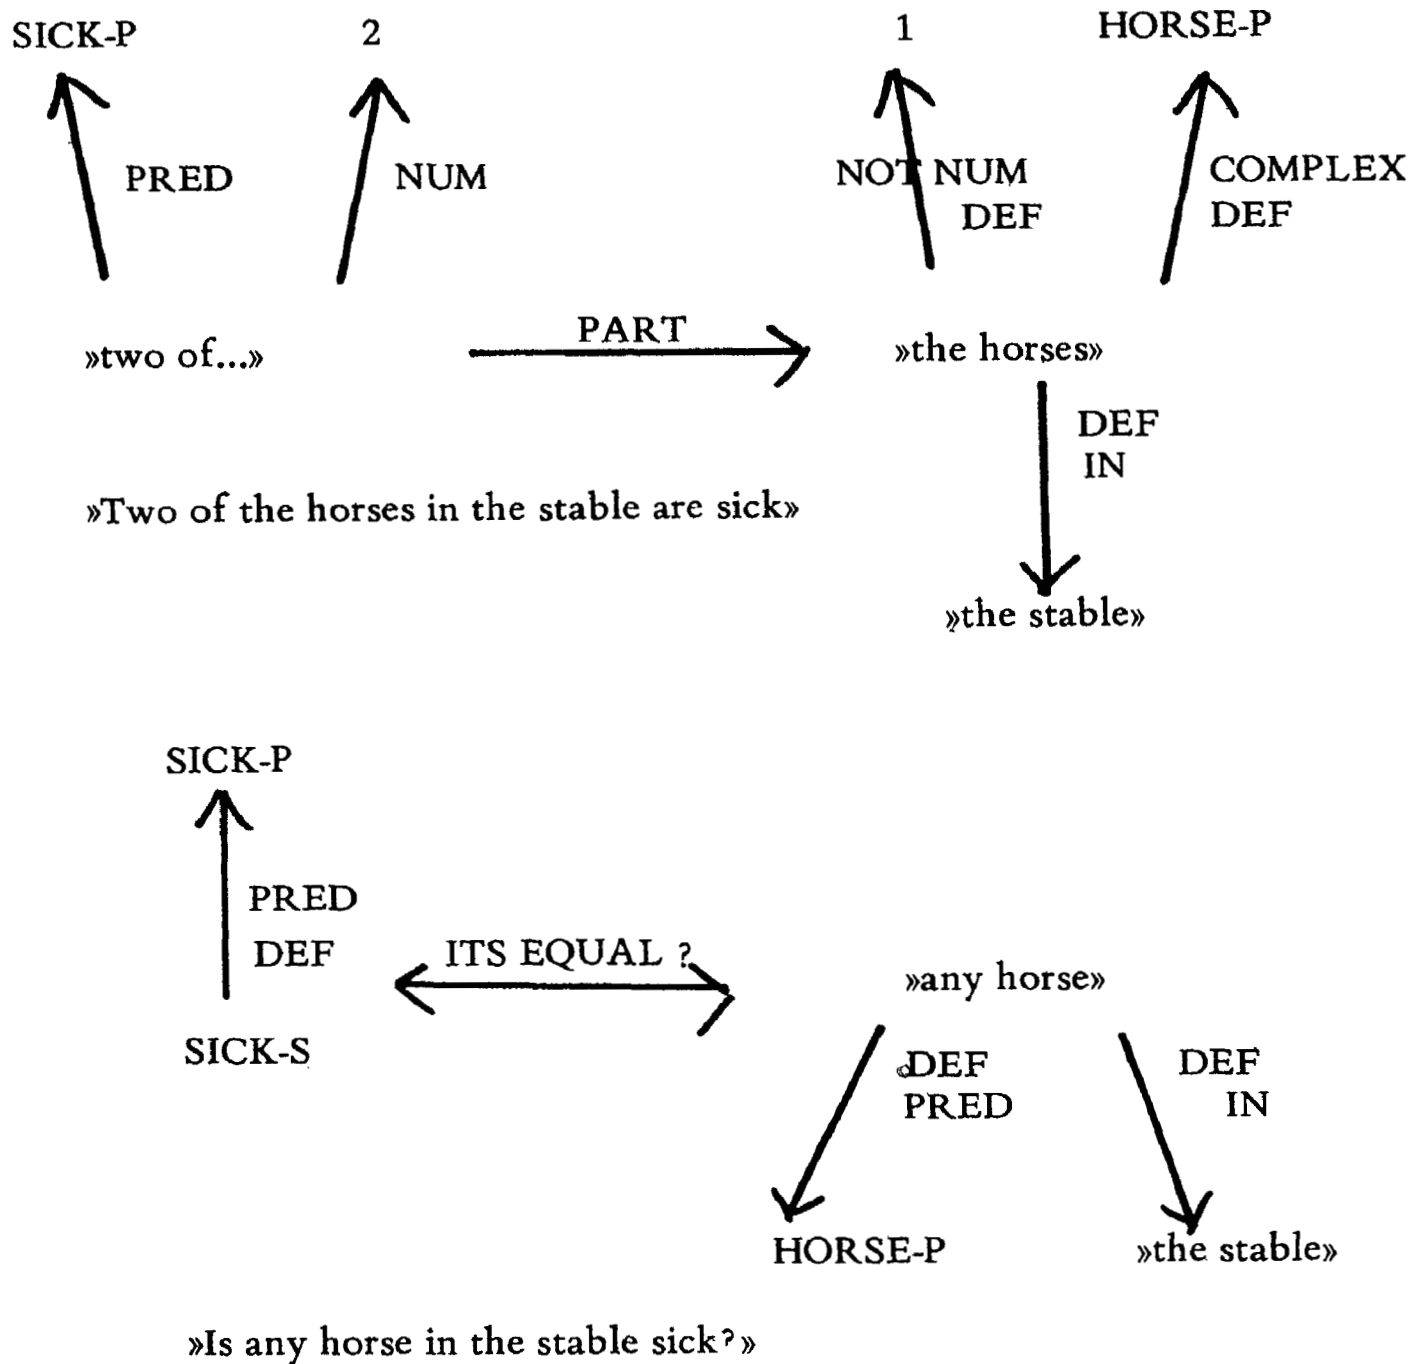 SICK-P 2 1 HORSE-P
PRED NUM NOT NUM COMPLEX
DEF DEF
PART
»two of...» »the horses»
DEF
IN
»Two of the horses in the stable are sick»
»the stable»
SICK-P
PRED
DEF ITS EQUAL ?
»any horse»
SICK-S
DEF DEF
PRED IN
HORSE-P »the stable»
»Is any horse in the stable sick?»